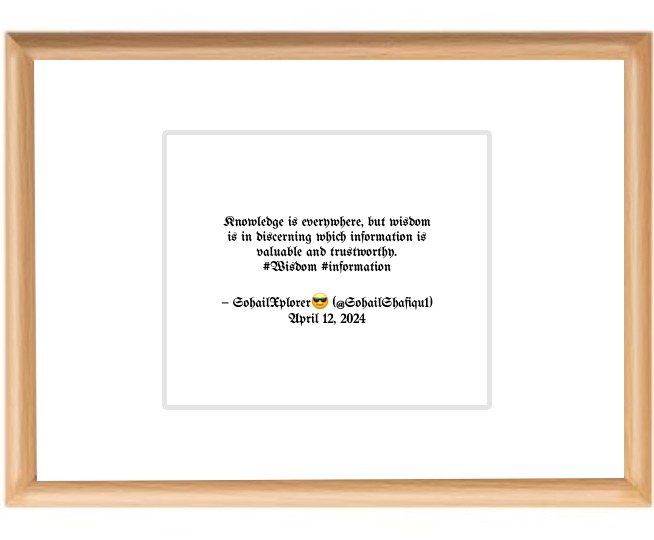 Knowledge is everywhere, but wisdom
is in discerning which information is
valuable and trustworthy.
#Wisdom #information
– SohailXplorer😎 (@SohailShafiqu1)
April 12, 2024